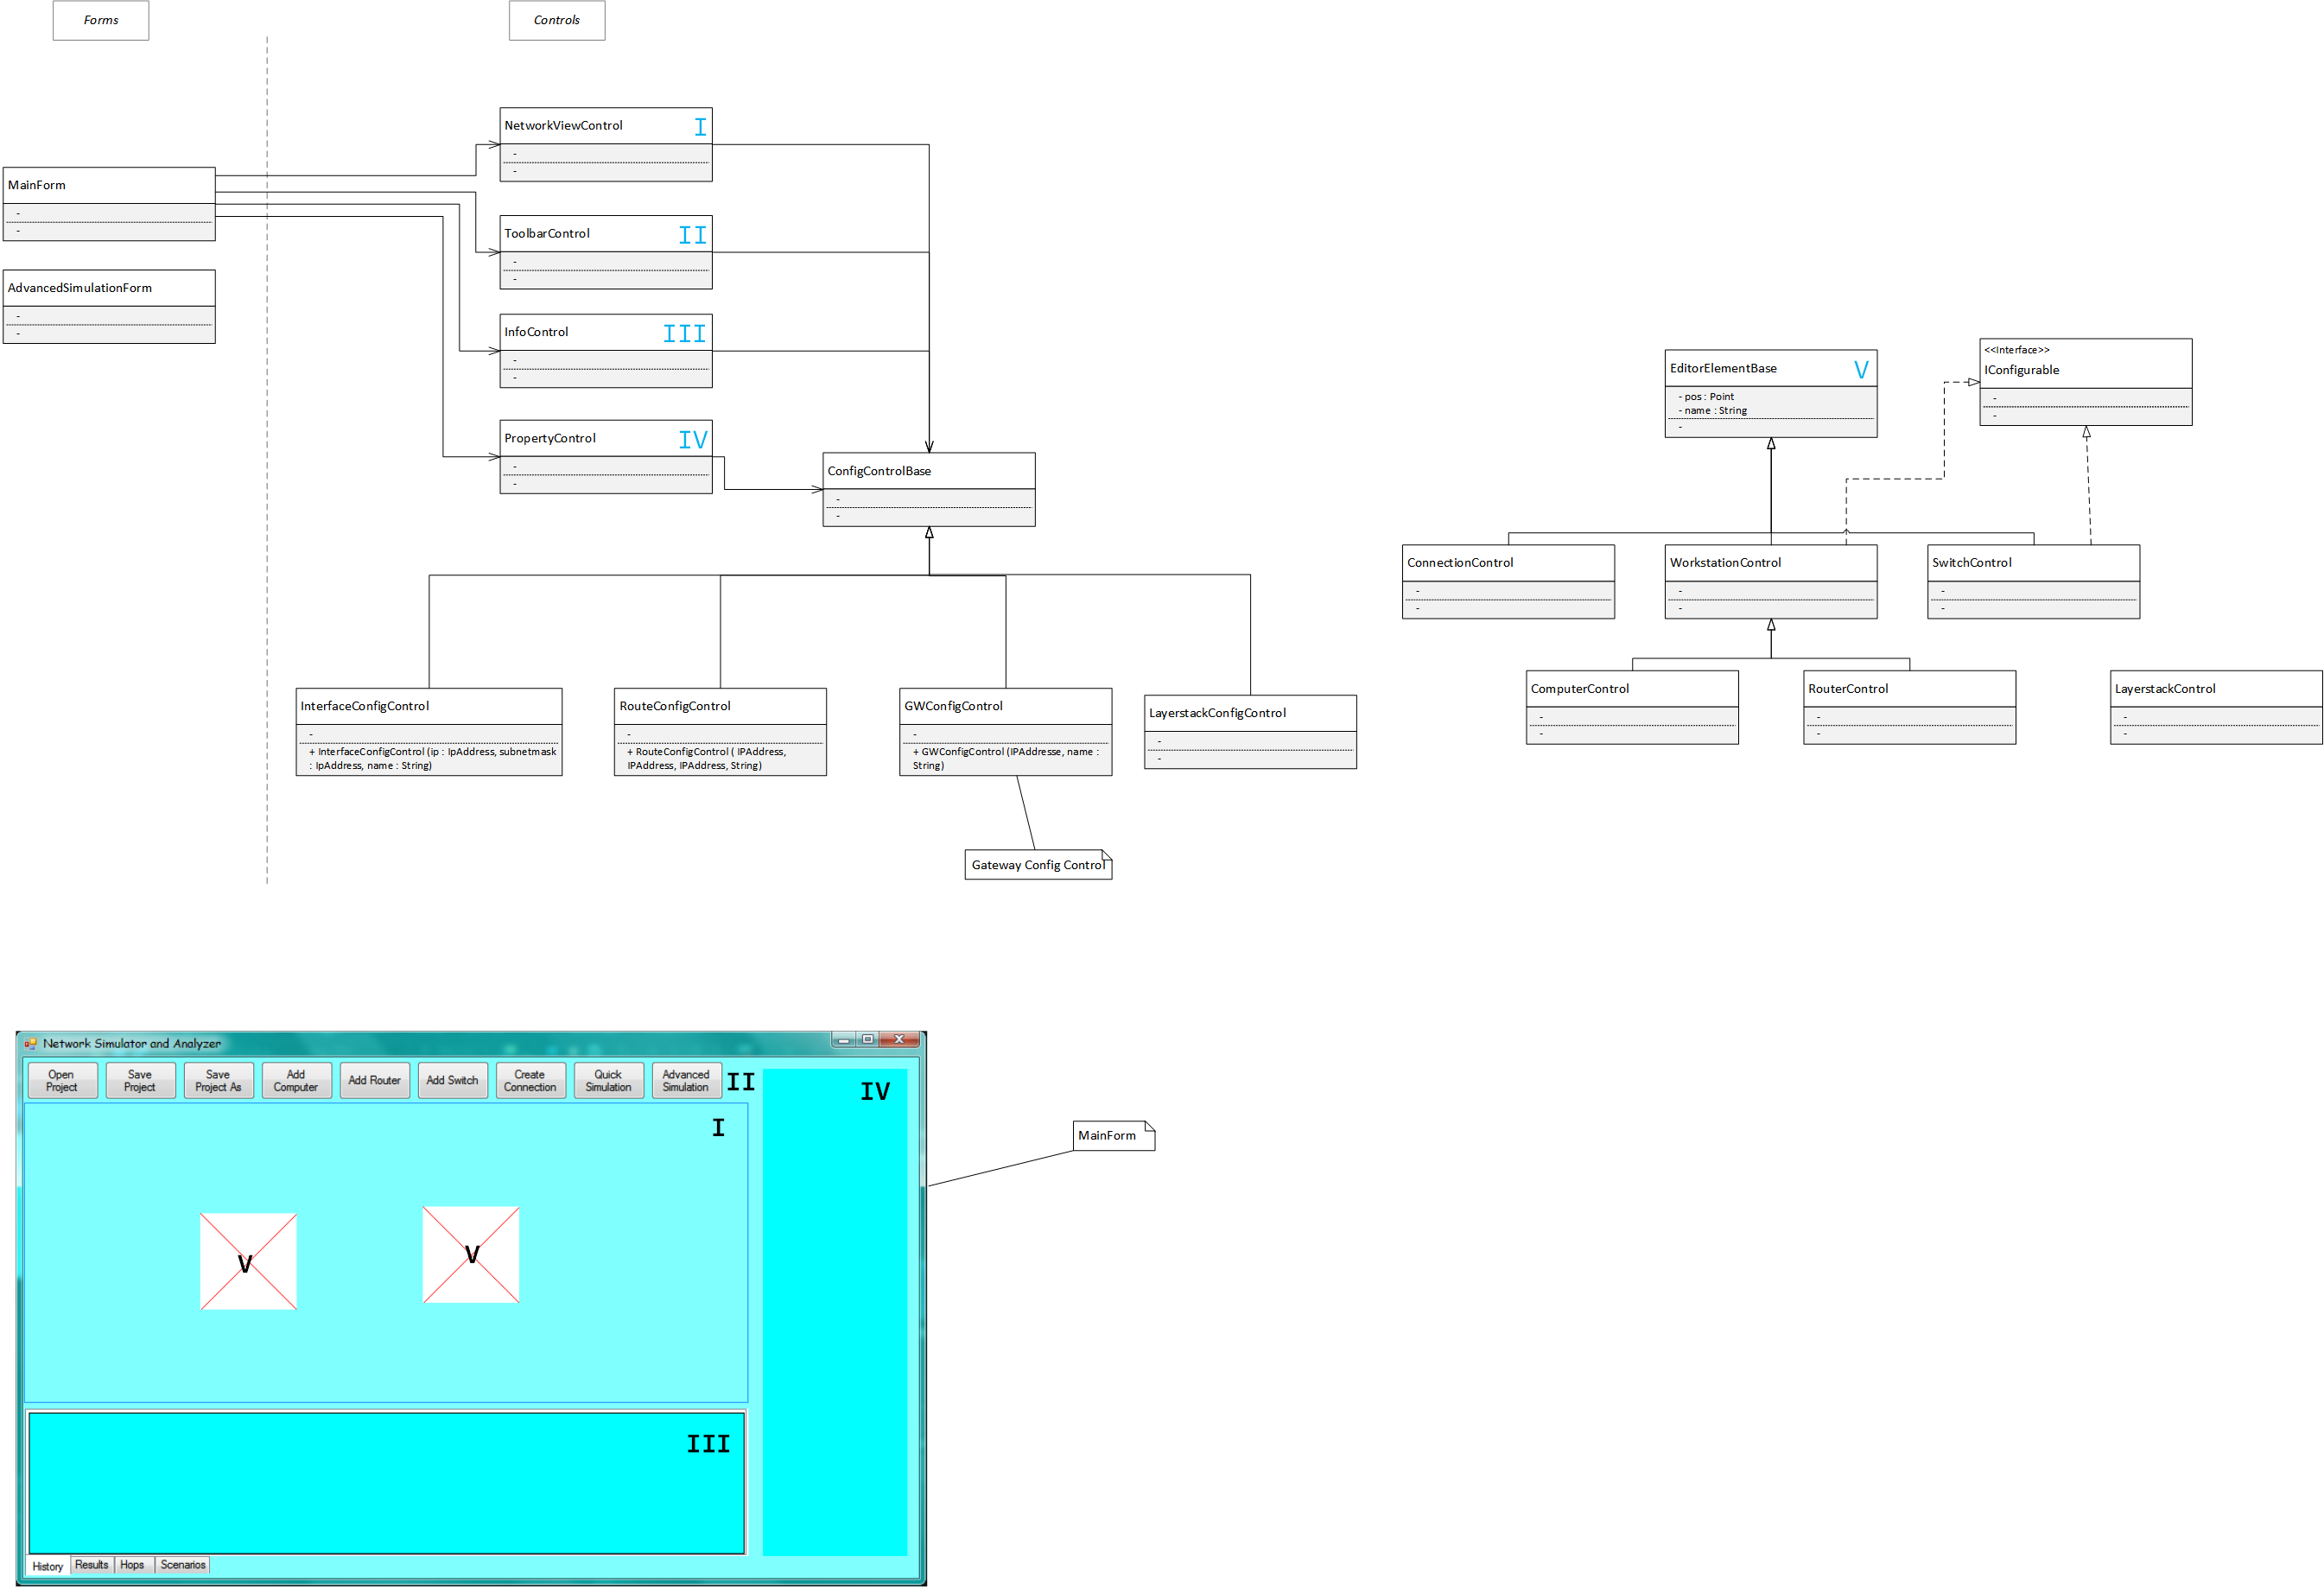 Forms
Controls
NetworkViewControl
I
-
-
MainForm
-
-
ToolbarControl
II
-
-
AdvancedSimulationForm
-
-
InfoControl
III
-
-
PropertyControl
IV
-
-
ConfigControlBase
-
-
EditorElementBase
V
- pos : Point
- name : String
-
<<Interface>>
IConfigurable
-
-
ConnectionControl
-
-
WorkstationControl
-
-
SwitchControl
-
-
ComputerControl
-
-
RouterControl
-
-
LayerstackControl
-
-
InterfaceConfigControl
-
+ InterfaceConfigControl (ip : IpAddress, subnetmask
: IpAddress, name : String)
RouteConfigControl
-
+ RouteConfigControl ( IPAddress,
IPAddress, IPAddress, String)
GWConfigControl
-
+ GWConfigControl (IPAddresse, name :
String)
LayerstackConfigControl
-
-
Gateway Config Control
Network Simulator and Analyzer
Open
Project
Save
Project
Save
Project As
Add
Computer
Add Router
Add Switch
Create
Connection
Quick
Simulation
Advanced
Simulation
II
IV
I
MainForm
V
V
III
History
Results
Hops
Scenarios